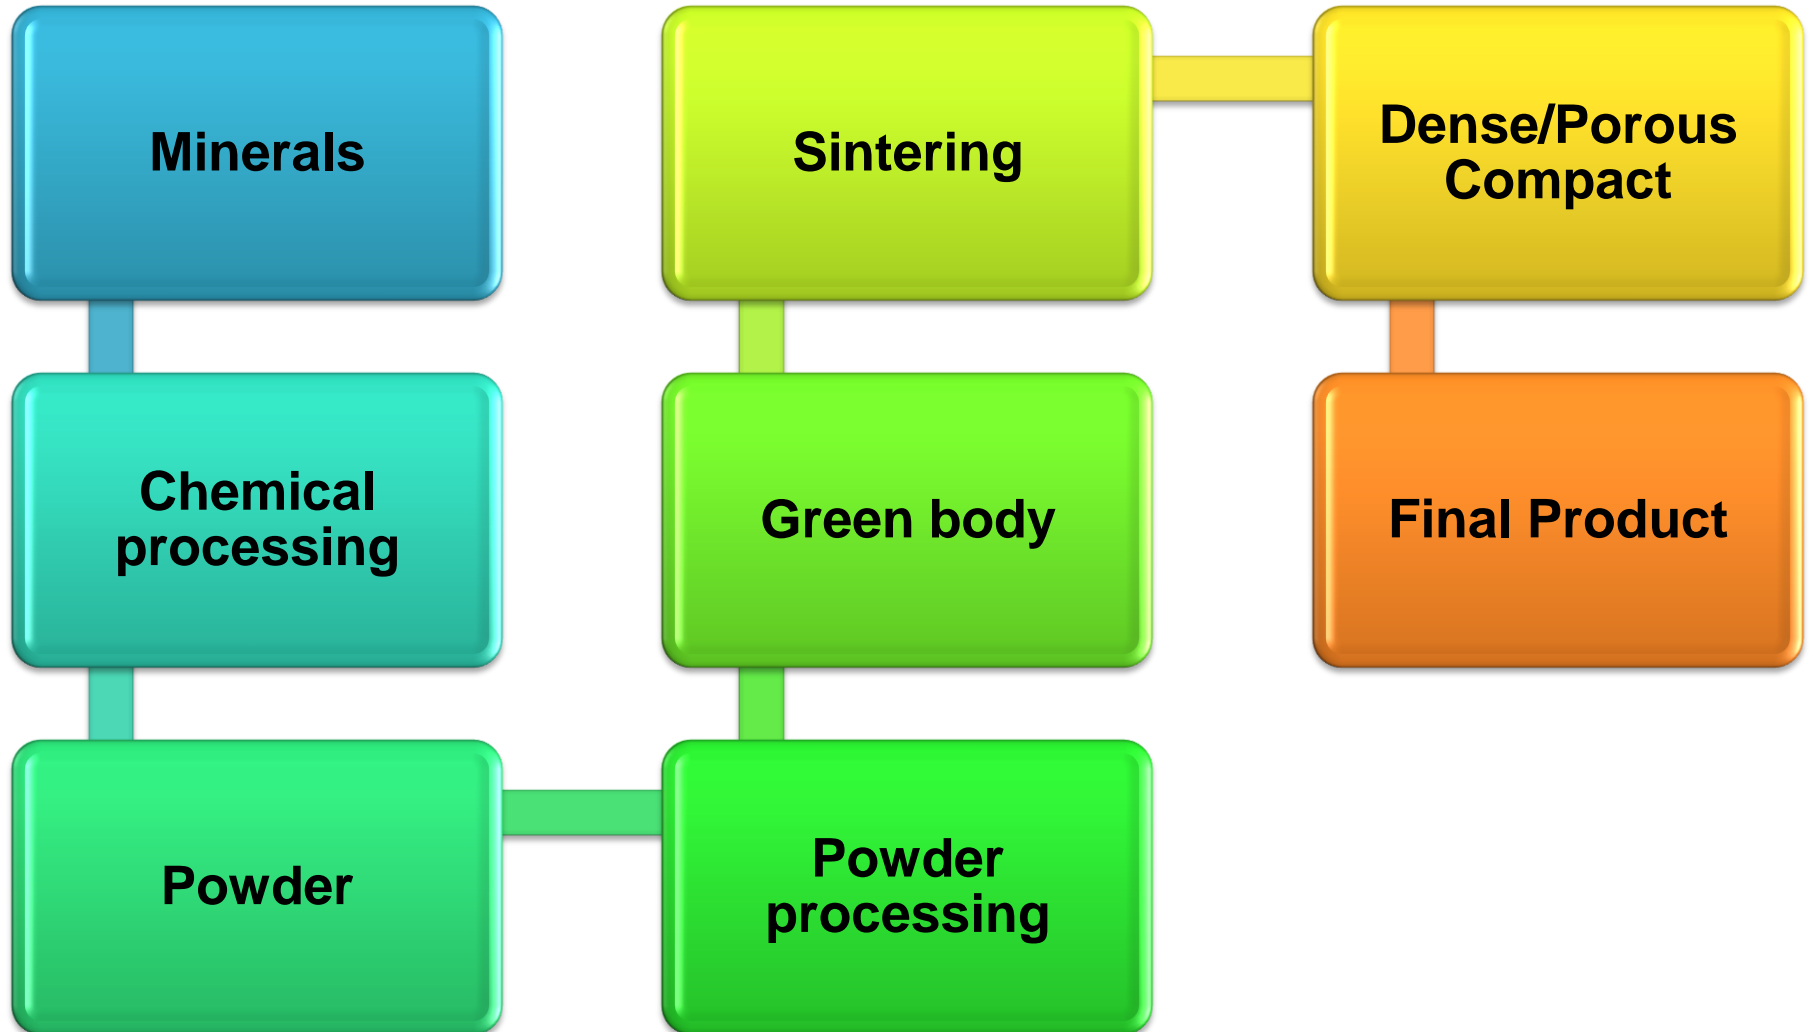 Minerals
Chemical
processing
Powder
Powder
processing
Green body
Sintering
Dense/Porous
Compact
Final Product